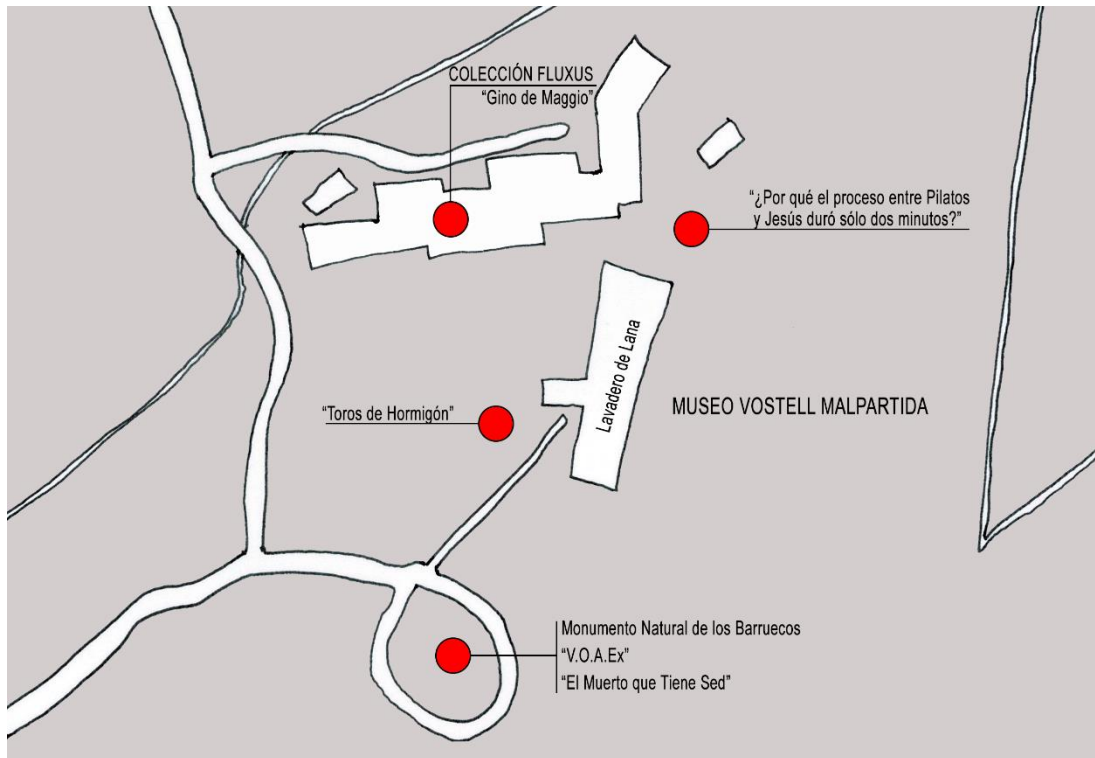 COLECCIÓN FLUXUS
“Gino de Maggio”
“¿Por qué el proceso entre Pilatos
y Jesús duró sólo dos minutos?”
Lavadero de Lana
“Toros de Hormigón”
MUSEO VOSTELL MALPARTIDA
Monumento Natural de los Barruecos
“V.O.A.Ex”
“El Muerto que Tiene Sed”